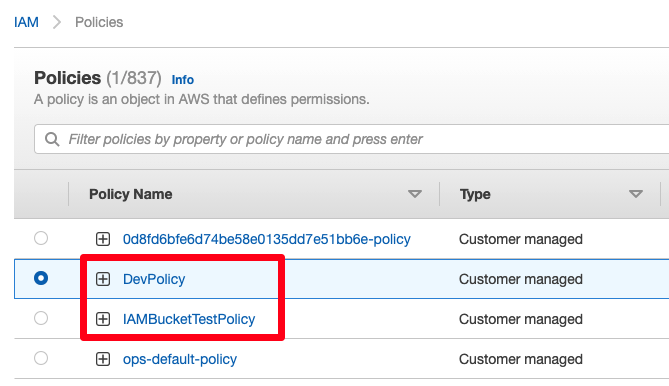 IAM > Policies
Policies (1/837) Info
A policy is an object in AWS that defines permissions.
Filter policies by property or policy name and press enter
Policy Name Type
0d8fd6bfe6d74be58e0135dd7e51bb6e-policy Customer managed
DevPolicy Customer managed
IAMBucketTestPolicy Customer managed
ops-default-policy Customer managed